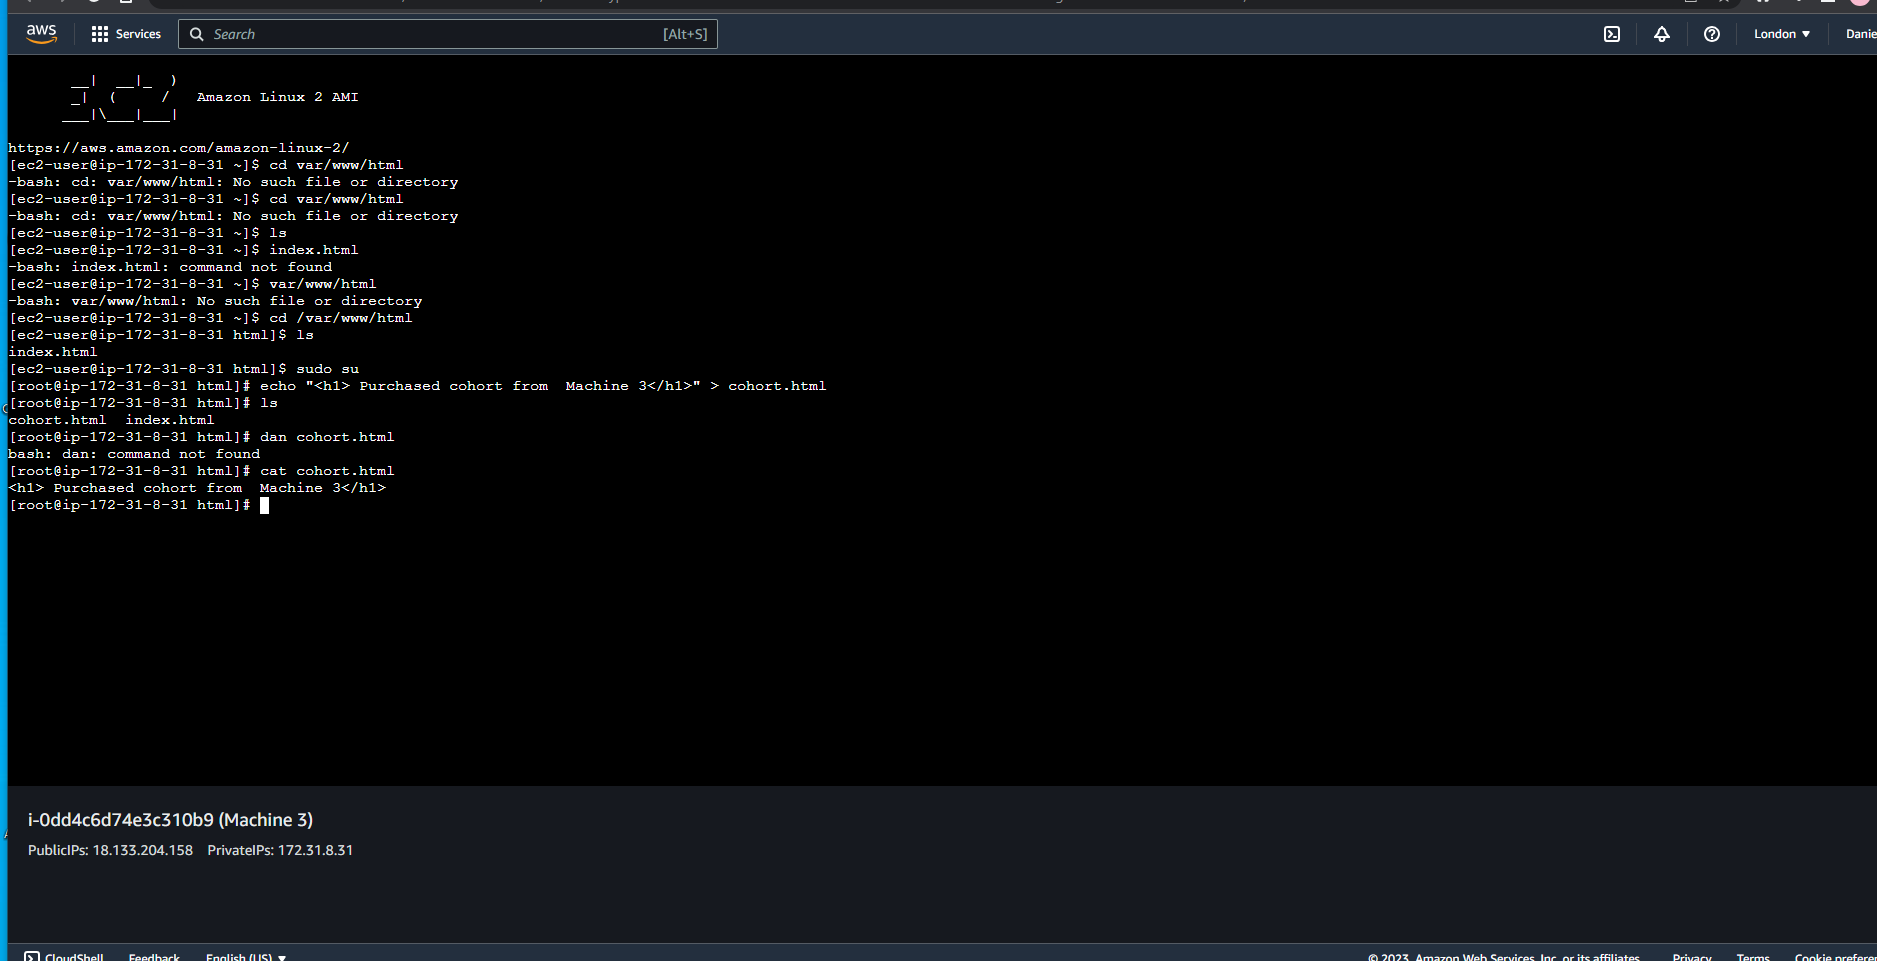 aws Services Search [Alt+S] London Danie
__|  __|_  )
_|  (     /   Amazon Linux 2 AMI
___|\___|___|
https://aws.amazon.com/amazon-linux-2/
[ec2-user@ip-172-31-8-31 ~]$ cd var/www/html
-bash: cd: var/www/html: No such file or directory
[ec2-user@ip-172-31-8-31 ~]$ cd var/www/html
-bash: cd: var/www/html: No such file or directory
[ec2-user@ip-172-31-8-31 ~]$ ls
[ec2-user@ip-172-31-8-31 ~]$ index.html
-bash: index.html: command not found
[ec2-user@ip-172-31-8-31 ~]$ var/www/html
-bash: var/www/html: No such file or directory
[ec2-user@ip-172-31-8-31 ~]$ cd /var/www/html
[ec2-user@ip-172-31-8-31 html]$ ls
index.html
[ec2-user@ip-172-31-8-31 html]$ sudo su
[root@ip-172-31-8-31 html]# echo "<h1> Purchased cohort from  Machine 3</h1>" > cohort.html
[root@ip-172-31-8-31 html]# ls
cohort.html  index.html
[root@ip-172-31-8-31 html]# dan cohort.html
bash: dan: command not found
[root@ip-172-31-8-31 html]# cat cohort.html
<h1> Purchased cohort from  Machine 3</h1>
[root@ip-172-31-8-31 html]#
i-0dd4c6d74e3c310b9 (Machine 3)
PublicIPs: 18.133.204.158 PrivateIPs: 172.31.8.31
CloudShell Feedback English (US) © 2023, Amazon Web Services, Inc. or its affiliates. Privacy Terms Cookie prefere